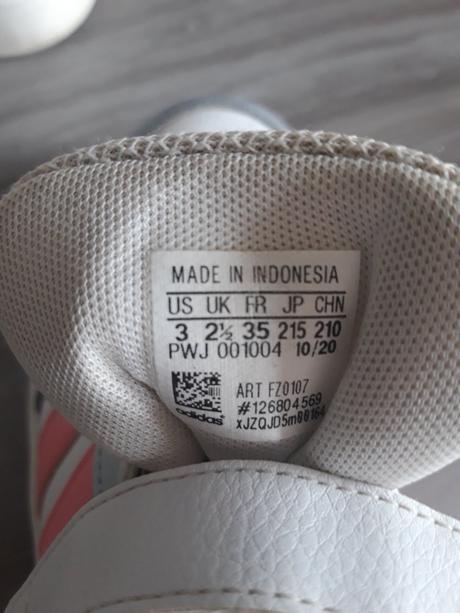 MADE IN INDONESIA
US UK FR JP CHN
3 2½ 35 215 210
PWJ 001004 10/20
ART FZ0107
#126804569
adidas